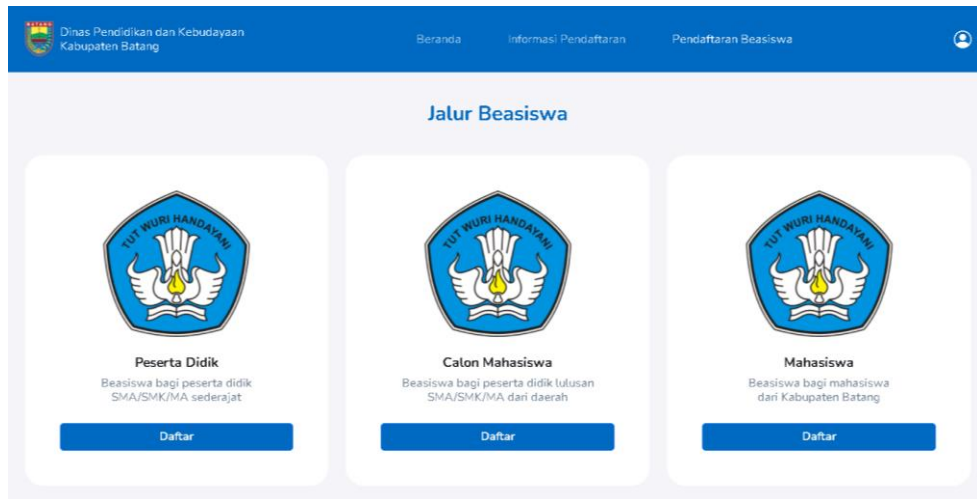 BATANG
Dinas Pendidikan dan Kebudayaan
Kabupaten Batang
Beranda
Informasi Pendaftaran
Pendaftaran Beasiswa
Jalur Beasiswa
TUT WURI HANDAYANI
Peserta Didik
Beasiswa bagi peserta didik
SMA/SMK/MA sederajat
Daftar
TUT WURI HANDAYANI
Calon Mahasiswa
Beasiswa bagi peserta didik lulusan
SMA/SMK/MA dari daerah
Daftar
TUT WURI HANDAYANI
Mahasiswa
Beasiswa bagi mahasiswa
dari Kabupaten Batang
Daftar